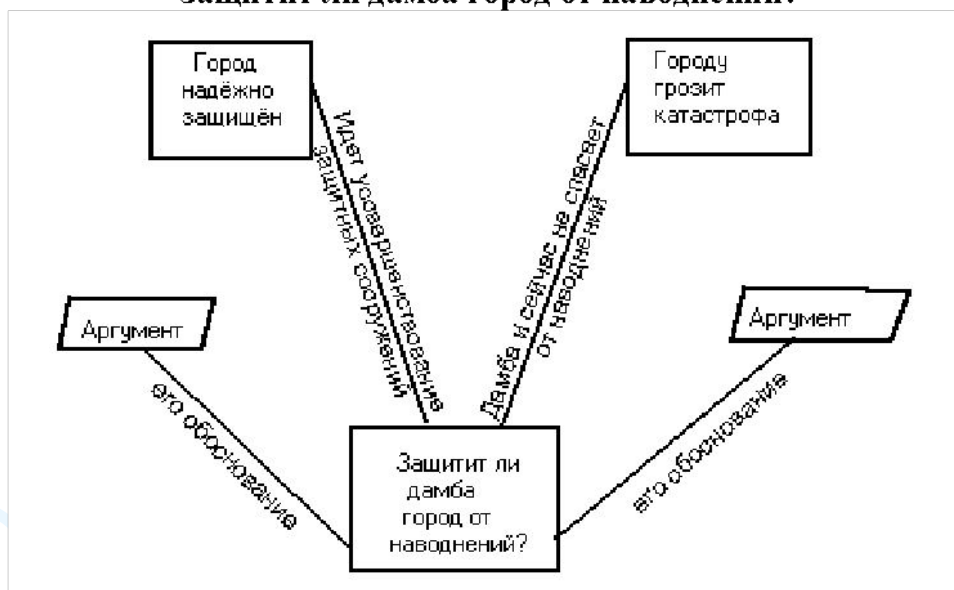 Защитит ли дамба город от наводнений?
Город
надёжно
защищён
Городу
грозит
катастрофа
Идет усовершенствование
защитных сооружений
Дамба и сейчас не спасает
от наводнений
Аргумент
Аргумент
его обоснование
его обоснование
Защитит ли
дамба
город от
наводнений?